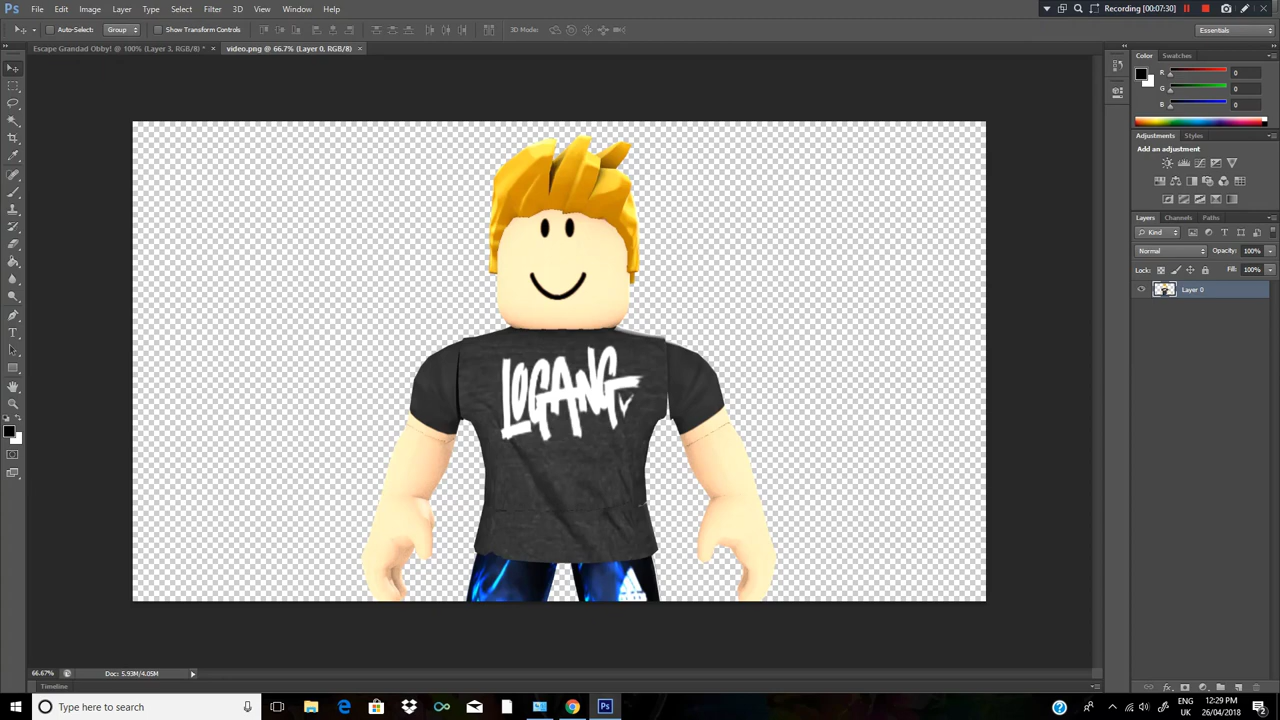 Ps File Edit Image Layer Type Select Filter 3D View Window Help
Recording [00:07:30]
Auto-Select: Group Show Transform Controls 3D Mode: Essentials
Escape Grandad Obby! @ 100% (Layer 3, RGB/8) * × video.png @ 66.7% (Layer 0, RGB/8) ×
Color Swatches
R 0
G 0
B 0
Adjustments Styles
Add an adjustment
Layers Channels Paths
Kind
Normal Opacity: 100%
Lock: Fill: 100%
Layer 0
LOGANG
66.67% Doc: 5.93M/4.05M
Timeline
Type here to search
ENG
UK
12:29 PM
26/04/2018
2